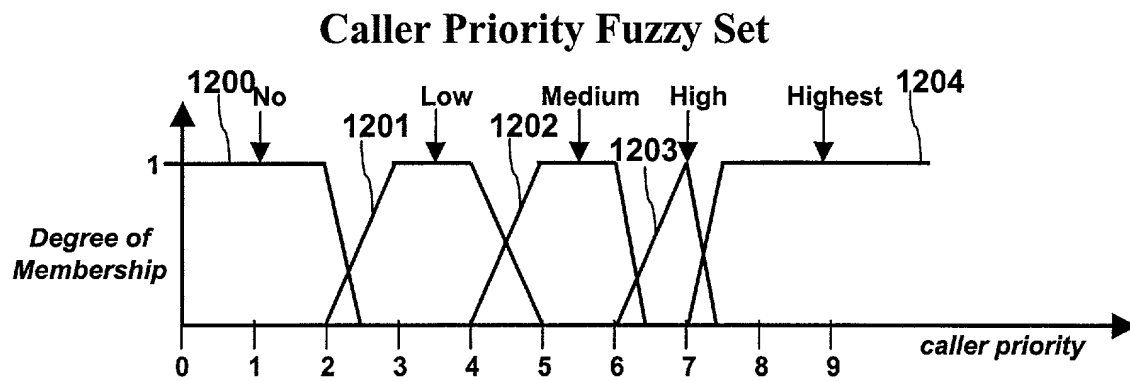 Caller Priority Fuzzy Set
1200 No
1201
Low
1202
Medium
1203
High
Highest
1204
1
Degree of
Membership
0 1 2 3 4 5 6 7 8 9
caller priority